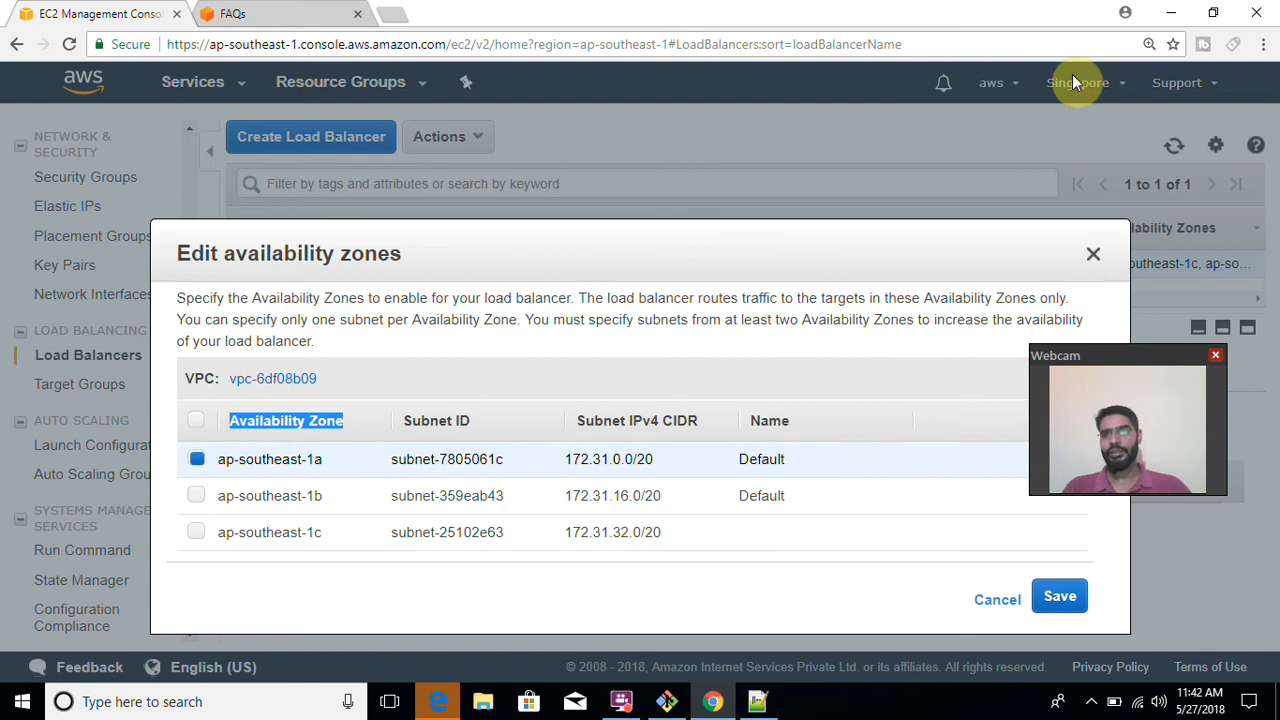 EC2 Management Conso
FAQs
Secure
https://ap-southeast-1.console.aws.amazon.com/ec2/v2/home?region=ap-southeast-1#LoadBalancers:sort=loadBalancerName
aws
Services
Resource Groups
aws
Singapore
Support
NETWORK &
SECURITY
Security Groups
Elastic IPs
Placement Groups
Key Pairs
Network Interfaces
LOAD BALANCING
Load Balancers
Target Groups
AUTO SCALING
Launch Configurat
Auto Scaling Grou
SYSTEMS MANAGE
SERVICES
Run Command
State Manager
Configuration
Compliance
Create Load Balancer
Actions
Filter by tags and attributes or search by keyword
1 to 1 of 1
lability Zones
outheast-1c, ap-so...
Edit availability zones
Specify the Availability Zones to enable for your load balancer. The load balancer routes traffic to the targets in these Availability Zones only.
You can specify only one subnet per Availability Zone. You must specify subnets from at least two Availability Zones to increase the availability
of your load balancer.
VPC: vpc-6df08b09
Availability Zone Subnet ID Subnet IPv4 CIDR Name
ap-southeast-1a subnet-7805061c 172.31.0.0/20 Default
ap-southeast-1b subnet-359eab43 172.31.16.0/20 Default
ap-southeast-1c subnet-25102e63 172.31.32.0/20
Cancel
Save
Webcam
Feedback
English (US)
© 2008 - 2018, Amazon Internet Services Private Ltd. or its affiliates. All rights reserved.
Privacy Policy
Terms of Use
Type here to search
11:42 AM
5/27/2018